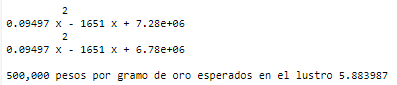 2
0.09497 x - 1651 x + 7.28e+06
2
0.09497 x - 1651 x + 6.78e+06
500,000 pesos por gramo de oro esperados en el lustro 5.883987